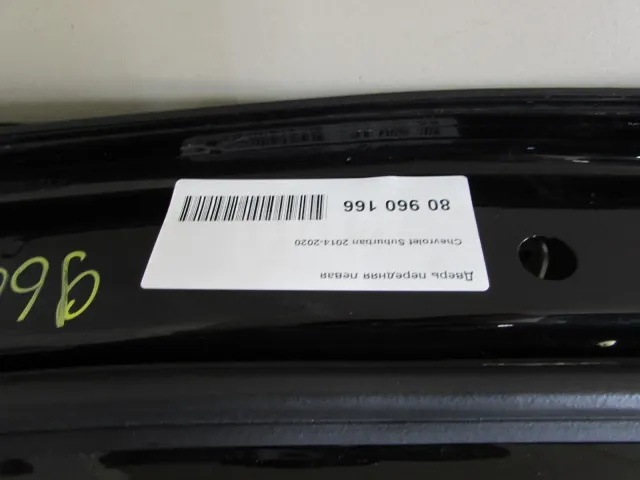 Дверь передняя левая
Chevrolet Suburban 2014-2020
80 960 166